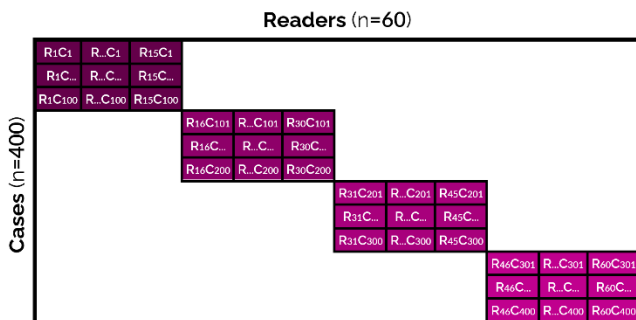 Readers (n=60)
Cases (n=400)
R1C1 R...C1 R15C1
R1C... R...C... R15C...
R1C100 R...C100 R15C100
R16C101 R...C101 R30C101
R16C... R...C... R30C...
R16C200 R...C200 R30C200
R31C201 R...C201 R45C201
R31C... R...C... R45C...
R31C300 R...C300 R45C300
R46C301 R...C301 R60C301
R46C... R...C... R60C...
R46C400 R...C400 R60C400